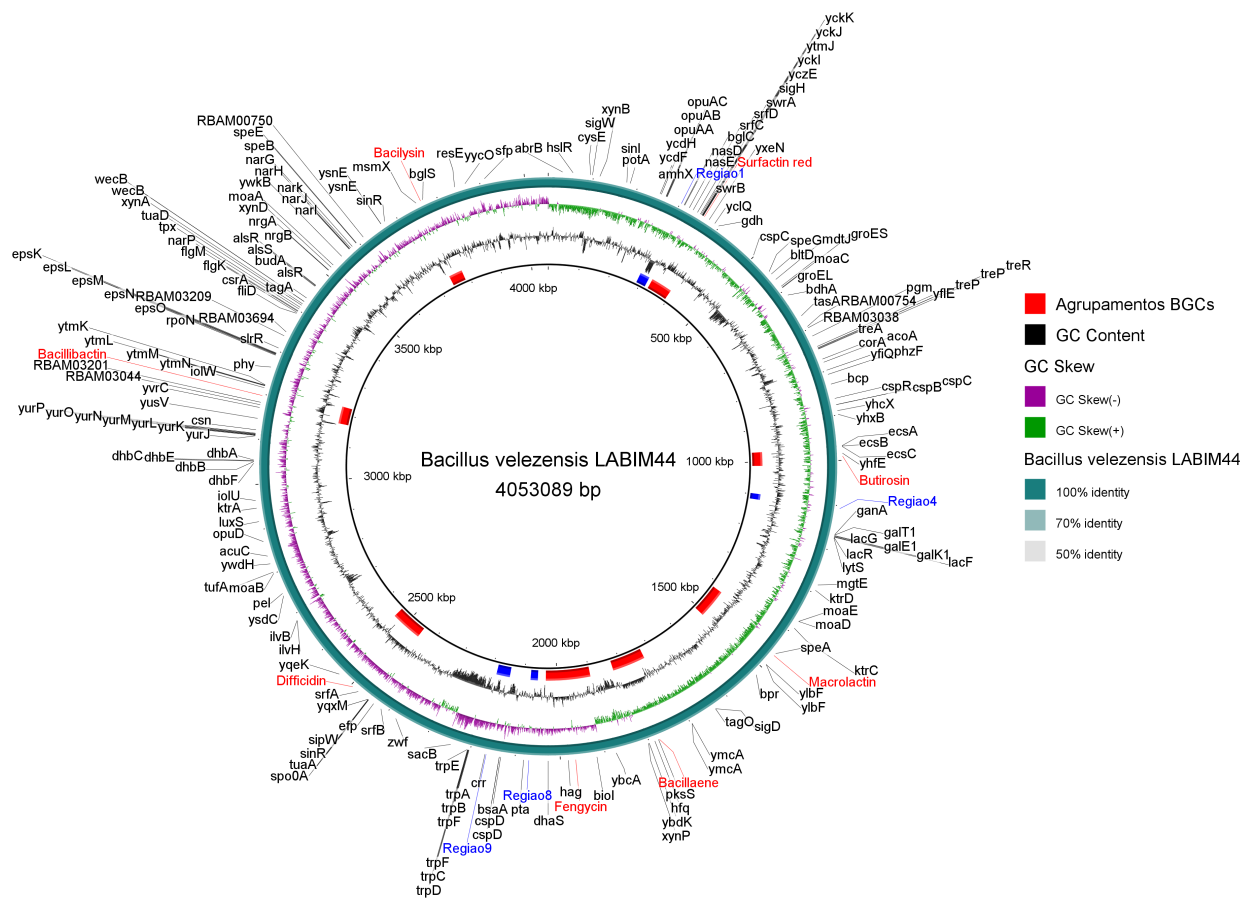 yckK
yckJ
ytmJ
yckI
yczE
sigH
swrA
srfD
srfC
bglC
nasD
nasE
yxeN
Surfactin red
Regiao1
swrB
yclQ
gdh
opuAC
opuAB
opuAA
ycdH
ycdF
amhX
xynB
sigW
cysE
sinI
potA
hslR
abrB
sfp
yycO
resE
bglS
Bacilysin
msmX
sinR
ysnE
ysnE
RBAM00750
speE
speB
narG
narH
ywkB
moaA
xynD
nrgA
nark
narJ
narI
alsR
alsS
budA
nrgB
alsR
tagA
wecB
wecB
xynA
tuaD
tpx
narP
flgM
flgK
csrA
fliD
epsK
epsL
epsM
epsN
epsO
rpoN
RBAM03209
RBAM03694
slrR
ytmK
ytmL
ytmM
ytmN
iolW
phy
Bacillibactin
RBAM03201
RBAM03044
yvrC
yusV
yurP
yurO
yurN
yurM
yurL
yurK
yurJ
csn
dhbC
dhbE
dhbA
dhbB
dhbF
iolU
ktrA
luxS
opuD
acuC
ywdH
tufA
moaB
pel
ysdC
ilvB
ilvH
yqeK
Difficidin
srfA
yqxM
efp
srfB
sipW
sinR
tuaA
spo0A
zwf
sacB
trpE
trpA
trpB
trpF
crr
bsaA
cspD
cspD
Regiao9
trpF
trpC
trpD
Regiao8
pta
dhaS
hag
Fengycin
bioI
ybcA
Bacillaene
pksS
hfq
ybdK
xynP
ymcA
ymcA
tagO
sigD
bpr
ylbF
ylbF
Macrolactin
ktrC
speA
moaD
moaE
ktrD
mgtE
lytS
lacR
lacG
galT1
galE1
galK1
lacF
ganA
Regiao4
Butirosin
yhfE
ecsC
ecsB
ecsA
yhxB
yhcX
cspR
cspB
cspC
bcp
yfiQ
phzF
corA
acoA
treA
RBAM03038
RBAM00754
tasA
yflE
pgm
treP
treP
treR
bdhA
groEL
moaC
bltD
groES
mdtJ
speG
cspC
4000 kbp
500 kbp
1000 kbp
1500 kbp
2000 kbp
2500 kbp
3000 kbp
3500 kbp
Bacillus velezensis LABIM44
4053089 bp
Agrupamentos BGCs
GC Content
GC Skew
GC Skew(-)
GC Skew(+)
Bacillus velezensis LABIM44
100% identity
70% identity
50% identity